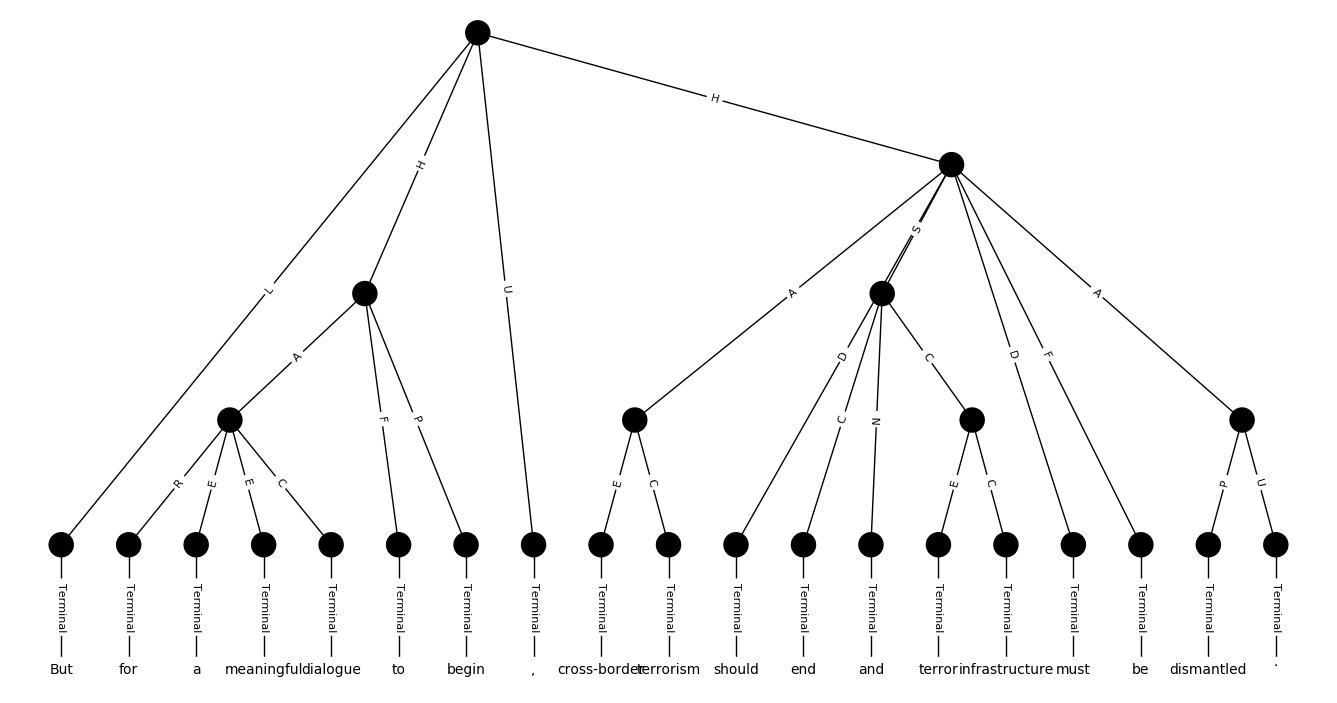 H
H
S
L
U
A
A
A
D
C
D
F
F
P
C
N
R
E
E
C
E
C
E
C
P
U
Terminal Terminal Terminal Terminal Terminal Terminal Terminal Terminal Terminal Terminal Terminal Terminal Terminal Terminal Terminal Terminal Terminal Terminal Terminal
But for a meaningful dialogue to begin , cross-border terrorism should end and terror infrastructure must be dismantled .